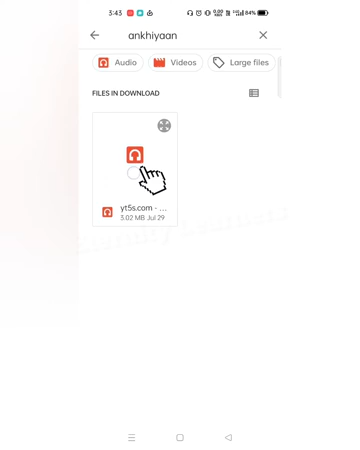 3:43
84%
ankhiyaan
Audio
Videos
Large files
FILES IN DOWNLOAD
yt5s.com - ...
3.02 MB Jul 29